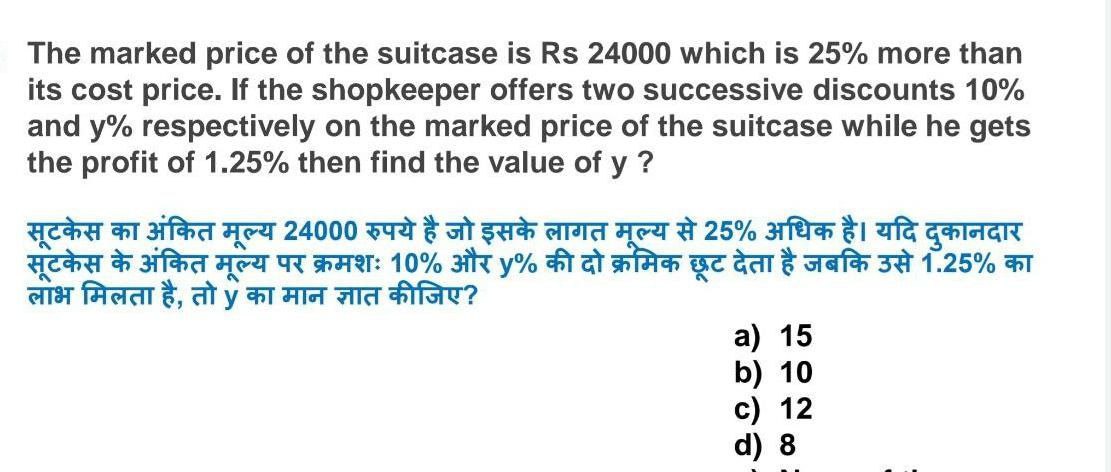 The marked price of the suitcase is Rs 24000 which is 25% more than
its cost price. If the shopkeeper offers two successive discounts 10%
and y% respectively on the marked price of the suitcase while he gets
the profit of 1.25% then find the value of y ?
सूटकेस का अंकित मूल्य 24000 रुपये है जो इसके लागत मूल्य से 25% अधिक है। यदि दुकानदार
सूटकेस के अंकित मूल्य पर क्रमशः 10% और y% की दो क्रमिक छूट देता है जबकि उसे 1.25% का
लाभ मिलता है, तो y का मान ज्ञात कीजिए?
a) 15
b) 10
c) 12
d) 8